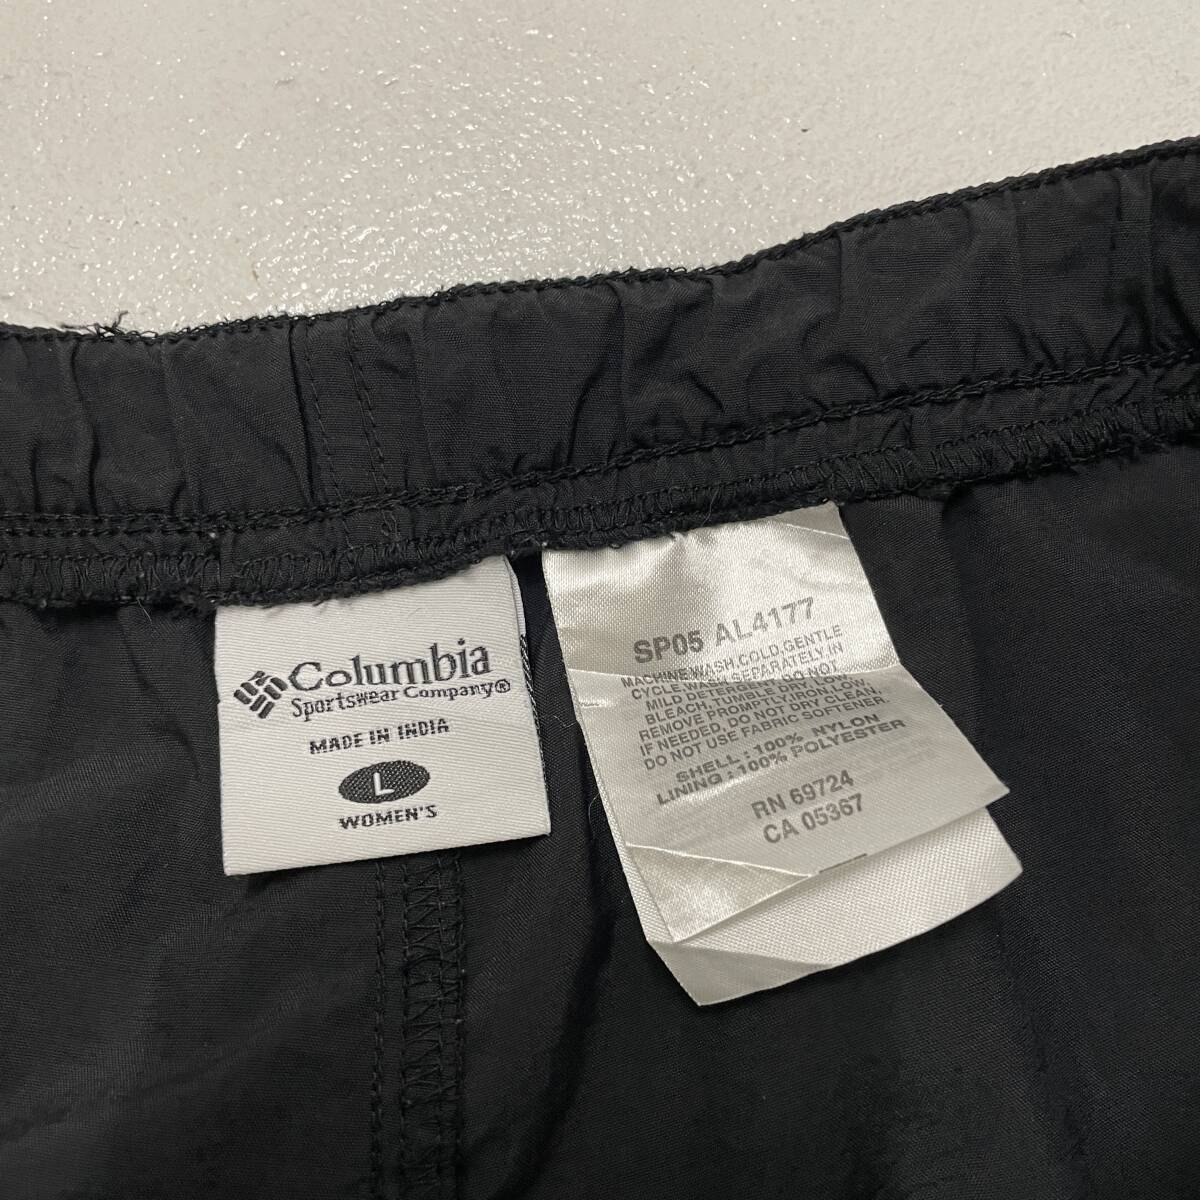 Columbia
Sportswear Company®
MADE IN INDIA
L
WOMEN'S
SP05 AL4177
MACHINE WASH, COLD, GENTLE
CYCLE, WASH SEPARATELY, IN
MILD DETERGENT, DO NOT
BLEACH, TUMBLE DRY LOW,
REMOVE PROMPTLY, IRON, LOW,
IF NEEDED, DO NOT DRY CLEAN,
DO NOT USE FABRIC SOFTENER.
SHELL : 100% NYLON
LINING : 100% POLYESTER
RN 69724
CA 05367